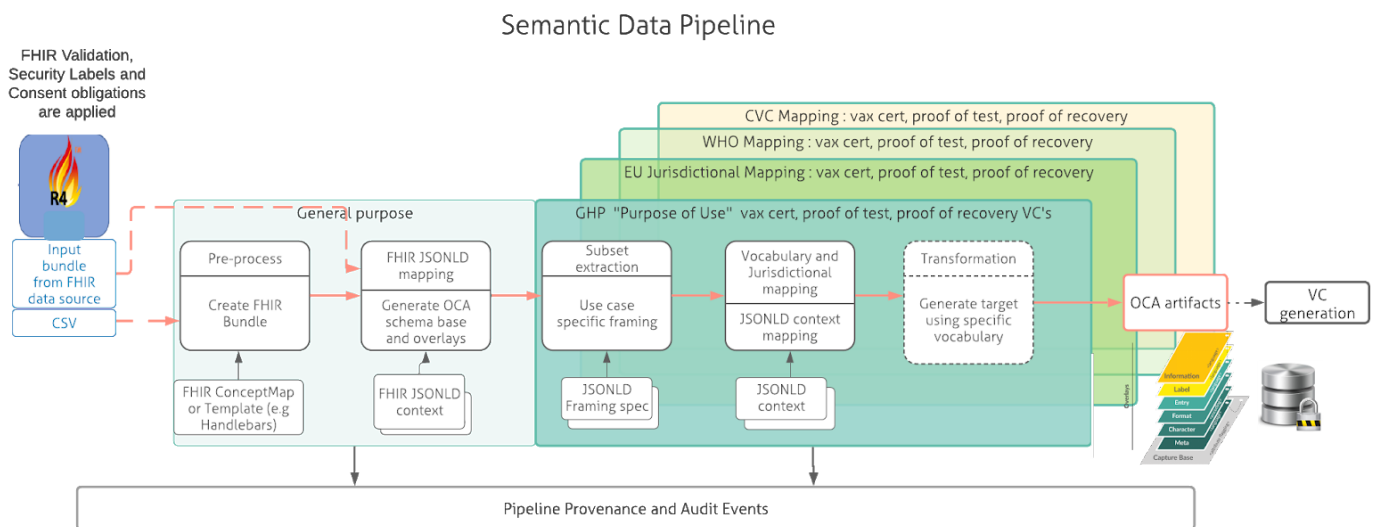 Semantic Data Pipeline
FHIR Validation,
Security Labels and
Consent obligations
are applied
R4
Input
bundle
from FHIR
data source
CSV
CVC Mapping : vax cert, proof of test, proof of recovery
WHO Mapping : vax cert, proof of test, proof of recovery
EU Jurisdictional Mapping : vax cert, proof of test, proof of recovery
General purpose
GHP "Purpose of Use" vax cert, proof of test, proof of recovery VC's
Pre-process
Create FHIR
Bundle
FHIR JSONLD
mapping
Generate OCA
schema base
and overlays
Subset
extraction
Use case
specific framing
Vocabulary and
Jurisdictional
mapping
JSONLD context
mapping
Transformation
Generate target
using specific
vocabulary
OCA artifacts
VC
generation
FHIR ConceptMap
or Template (e.g
Handlebars)
FHIR JSONLD
context
JSONLD
Framing spec
JSONLD
context
Overlays
Information
Label
Entry
Format
Character
Meta
Capture Base
Pipeline Provenance and Audit Events